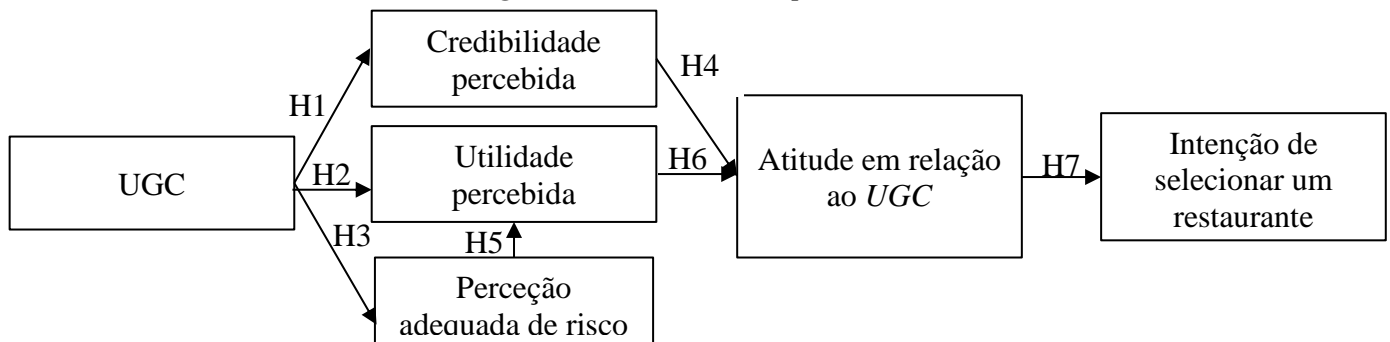 Credibilidade
percebida
H4
H1
UGC
H2
Utilidade
percebida
H6
Atitude em relação
ao UGC
H7
Intenção de
selecionar um
restaurante
H3
H5
Perceção
adequada de risco